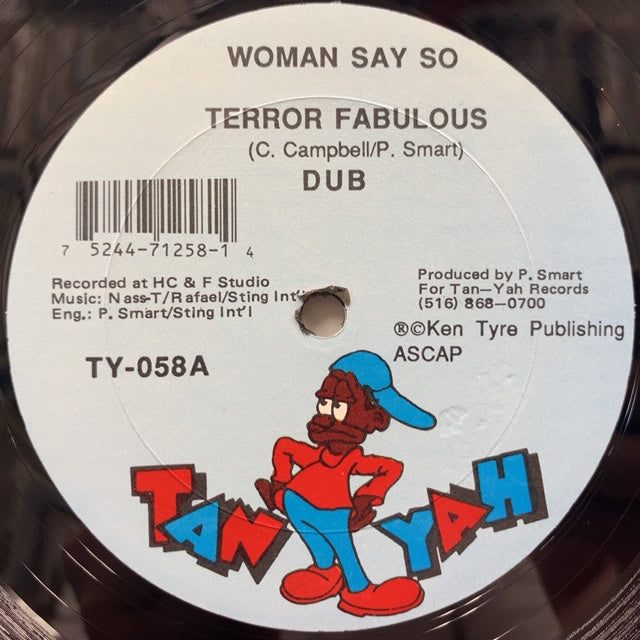 WOMAN SAY SO
TERROR FABULOUS
(C. Campbell/P. Smart)
DUB
7 5244-71258-1 4
Recorded at HC & F Studio
Music: Nass-T/Rafael/Sting Int'l
Eng.: P. Smart/Sting Int'l
TY-058A
Produced by P. Smart
For Tan-Yah Records
(516) 868-0700
®©Ken Tyre Publishing
ASCAP
TAN YAH